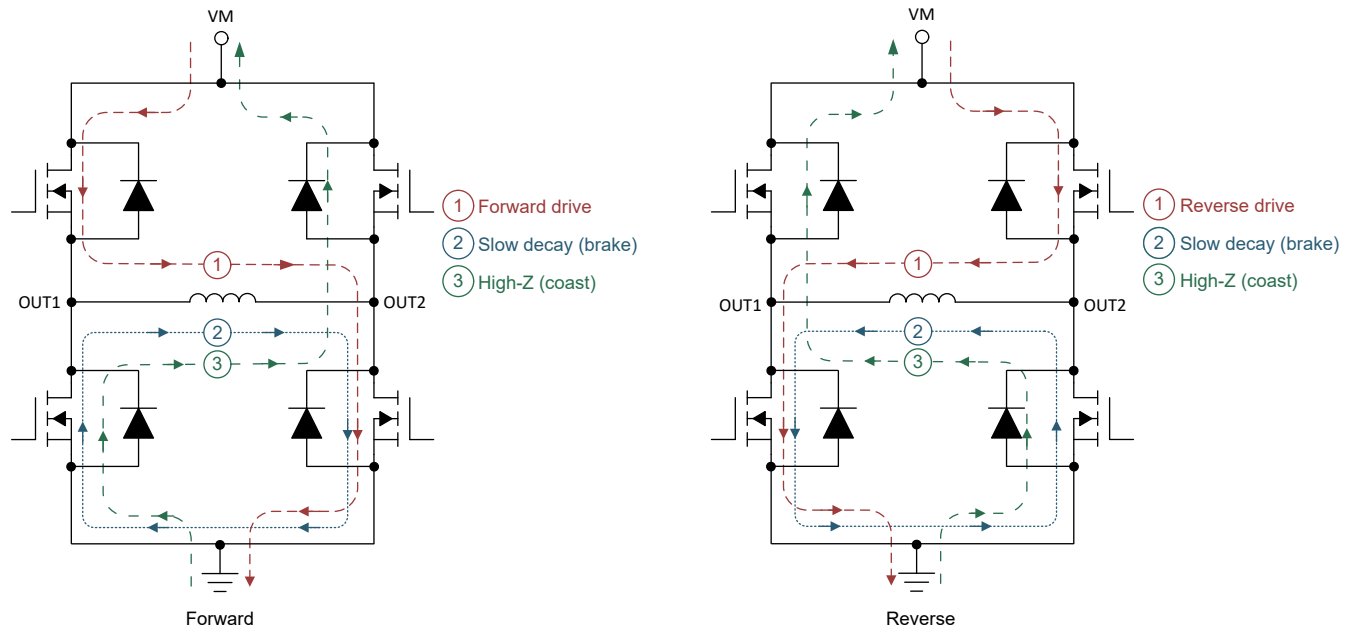 VM
1 Forward drive
2 Slow decay (brake)
3 High-Z (coast)
1
OUT1
OUT2
2
3
Forward
VM
1 Reverse drive
2 Slow decay (brake)
3 High-Z (coast)
1
OUT1
OUT2
2
3
Reverse